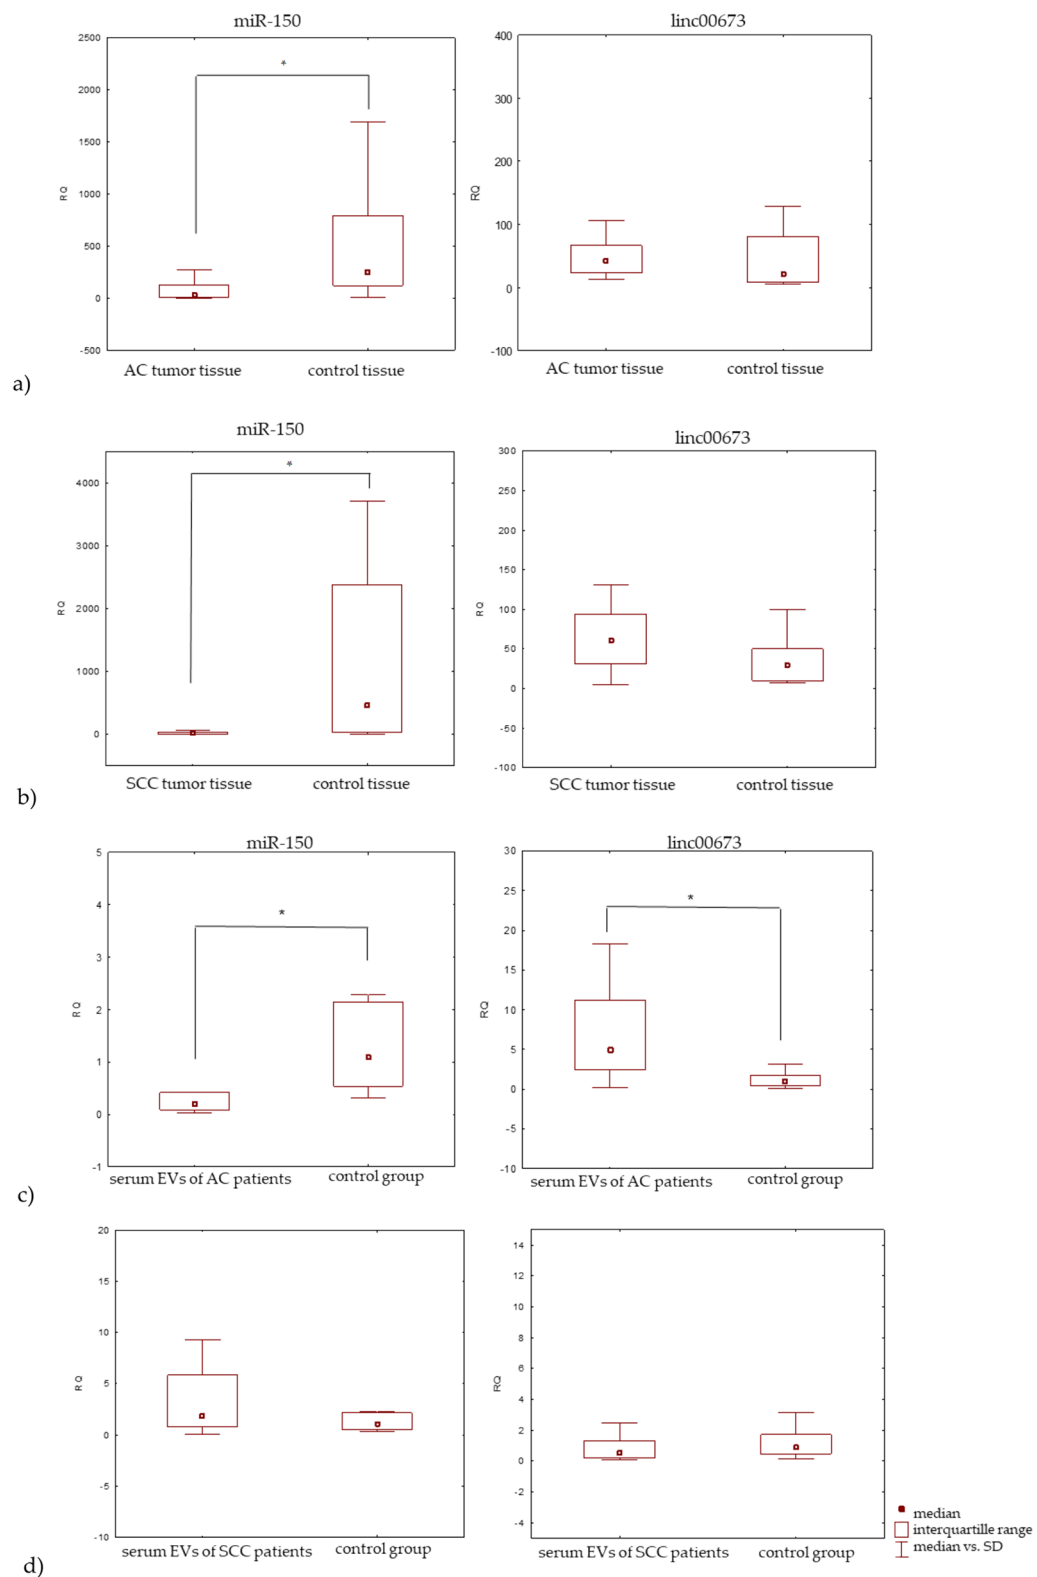 miR-150
linc00673
2500
2000
1500
1000
500
0
-500
RQ
*
AC tumor tissue
control tissue
400
300
200
100
0
-100
RQ
AC tumor tissue
control tissue
a)
miR-150
linc00673
4000
3000
2000
1000
0
RQ
*
SCC tumor tissue
control tissue
300
250
200
150
100
50
0
-50
-100
RQ
SCC tumor tissue
control tissue
b)
miR-150
linc00673
5
4
3
2
1
0
-1
RQ
*
serum EVs of AC patients
control group
30
25
20
15
10
5
0
-5
-10
RQ
*
serum EVs of AC patients
control group
c)
20
15
10
5
0
-5
-10
RQ
serum EVs of SCC patients
control group
14
12
10
8
6
4
2
0
-2
-4
RQ
serum EVs of SCC patients
control group
d)
median
interquartille range
median vs. SD